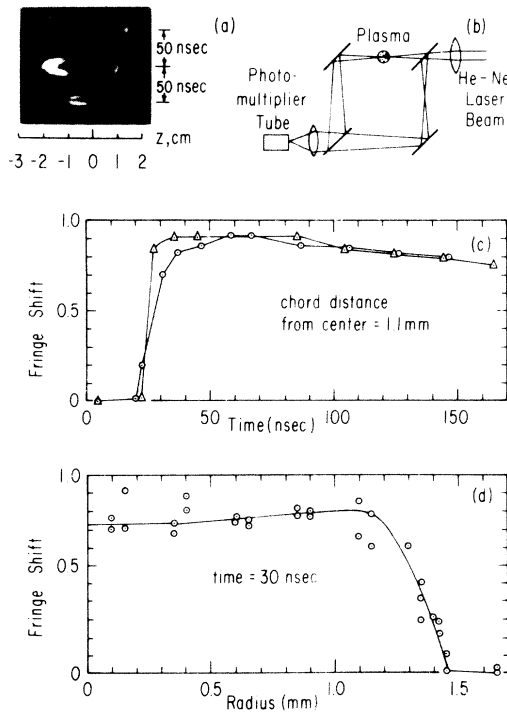 (a)
50 nsec
50 nsec
Z, cm
-3 -2 -1 0 1 2
(b)
Plasma
Photo-
multiplier
Tube
He-Ne
Laser
Beam
(c)
1.0
0.5
0
Fringe Shift
chord distance
from center = 1.1mm
0 50 100 150
Time(nsec)
(d)
1.0
0.5
0
Fringe Shift
time = 30 nsec
0 0.5 1.0 1.5
Radius(mm)